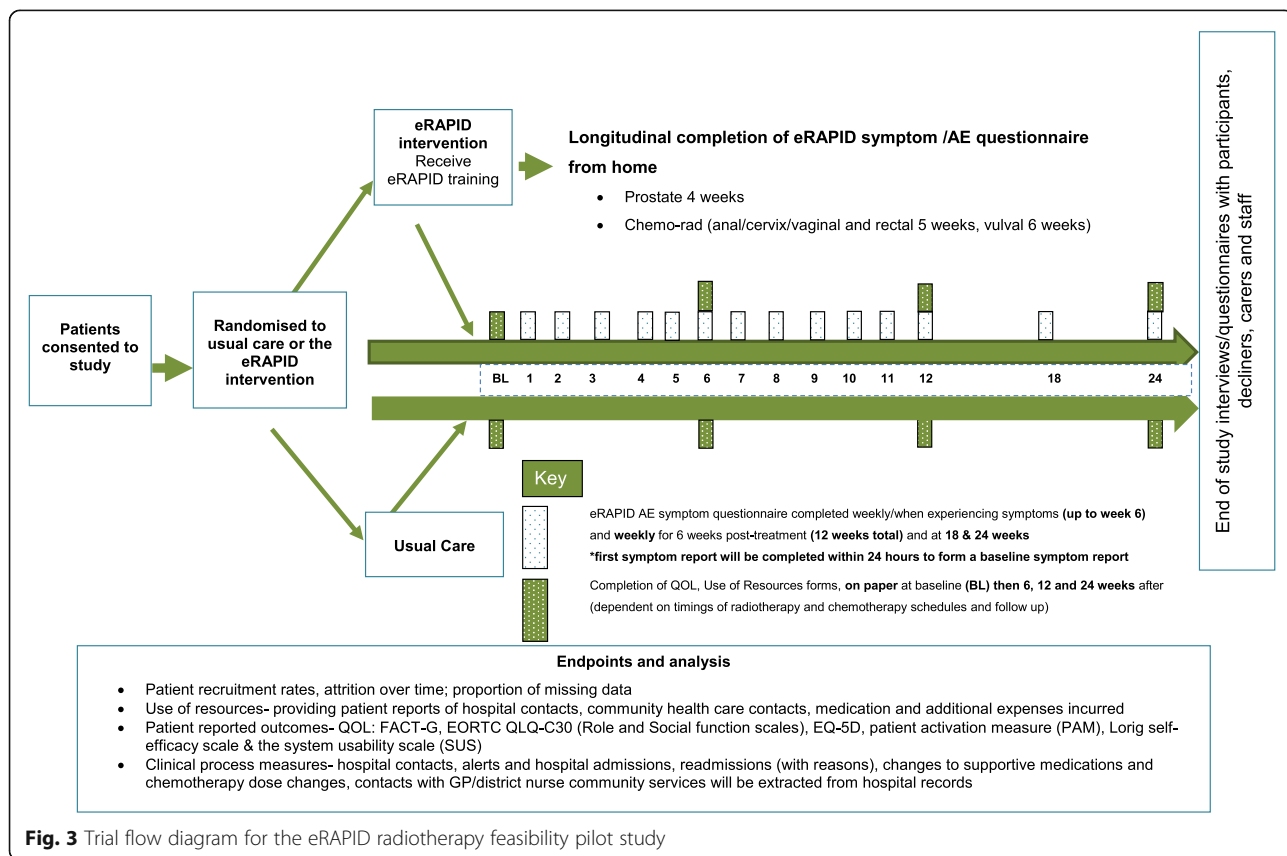 eRAPID
intervention
Receive
eRAPID training
Longitudinal completion of eRAPID symptom /AE questionnaire
from home
• Prostate 4 weeks
• Chemo-rad (anal/cervix/vaginal and rectal 5 weeks, vulval 6 weeks)
Patients
consented to
study
Randomised to
usual care or the
eRAPID
intervention
BL 1 2 3 4 5 6 7 8 9 10 11 12 18 24
Usual Care
Key
eRAPID AE symptom questionnaire completed weekly/when experiencing symptoms (up to week 6)
and weekly for 6 weeks post-treatment (12 weeks total) and at 18 & 24 weeks
*first symptom report will be completed within 24 hours to form a baseline symptom report
Completion of QOL, Use of Resources forms, on paper at baseline (BL) then 6, 12 and 24 weeks after
(dependent on timings of radiotherapy and chemotherapy schedules and follow up)
End of study interviews/questionnaires with participants,
decliners, carers and staff
Endpoints and analysis
• Patient recruitment rates, attrition over time; proportion of missing data
• Use of resources- providing patient reports of hospital contacts, community health care contacts, medication and additional expenses incurred
• Patient reported outcomes- QOL: FACT-G, EORTC QLQ-C30 (Role and Social function scales), EQ-5D, patient activation measure (PAM), Lorig self-
efficacy scale & the system usability scale (SUS)
• Clinical process measures- hospital contacts, alerts and hospital admissions, readmissions (with reasons), changes to supportive medications and
chemotherapy dose changes, contacts with GP/district nurse community services will be extracted from hospital records
Fig. 3 Trial flow diagram for the eRAPID radiotherapy feasibility pilot study